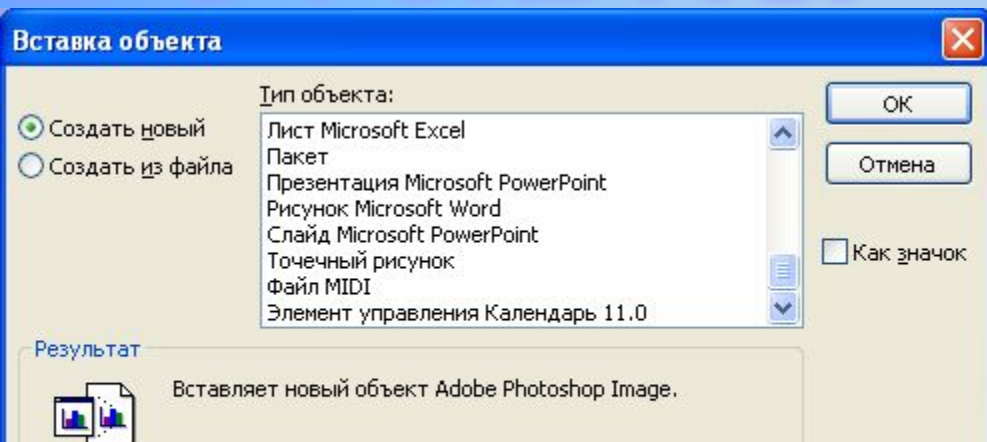 Вставка объекта
Тип объекта:
Создать новый
Создать из файла
Лист Microsoft Excel
Пакет
Презентация Microsoft PowerPoint
Рисунок Microsoft Word
Слайд Microsoft PowerPoint
Точечный рисунок
Файл MIDI
Элемент управления Календарь 11.0
ОК
Отмена
Как значок
Результат
Вставляет новый объект Adobe Photoshop Image.